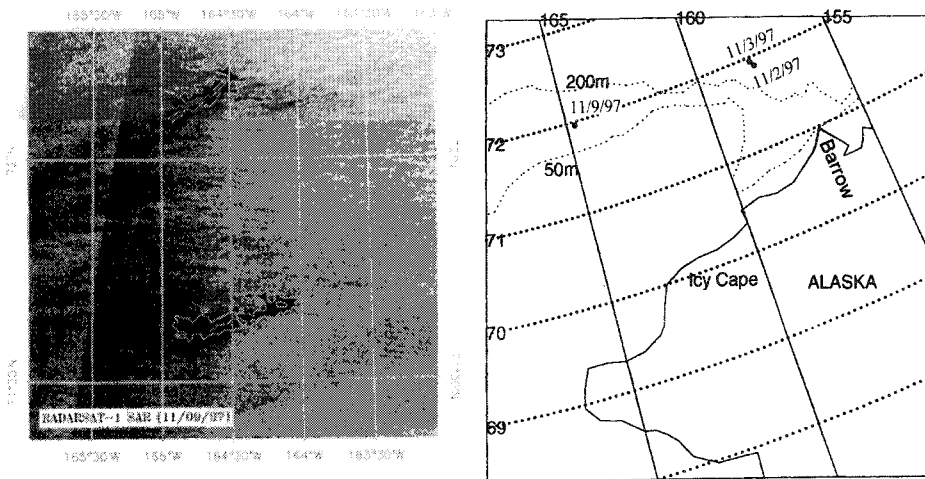 165°30'W 165°W 164°30'W 164°W 163°30'W
RADARSAT-1 SAR (11/09/97)
165°30'W 165°W 164°30'W 164°W 163°30'W
165 160 155
73
11/3/97
11/2/97
200m
11/9/97
72
50m
Barrow
71
Icy Cape ALASKA
70
69